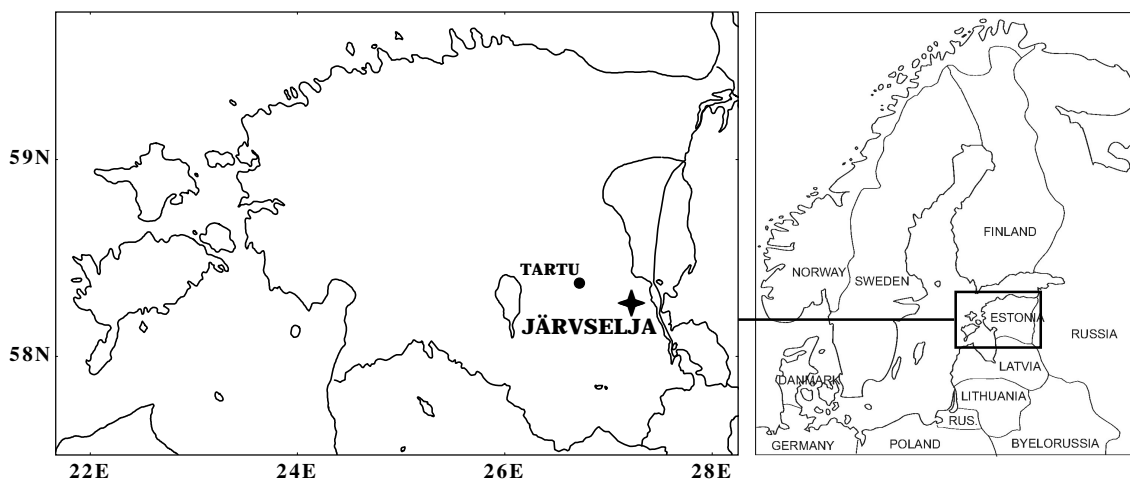 59N
TARTU
JÄRVSELJA
58N
22E
24E
26E
28E
FINLAND
NORWAY
SWEDEN
ESTONIA
RUSSIA
LATVIA
DANMARK
LITHUANIA
RUS.
GERMANY
POLAND
BYELORUSSIA